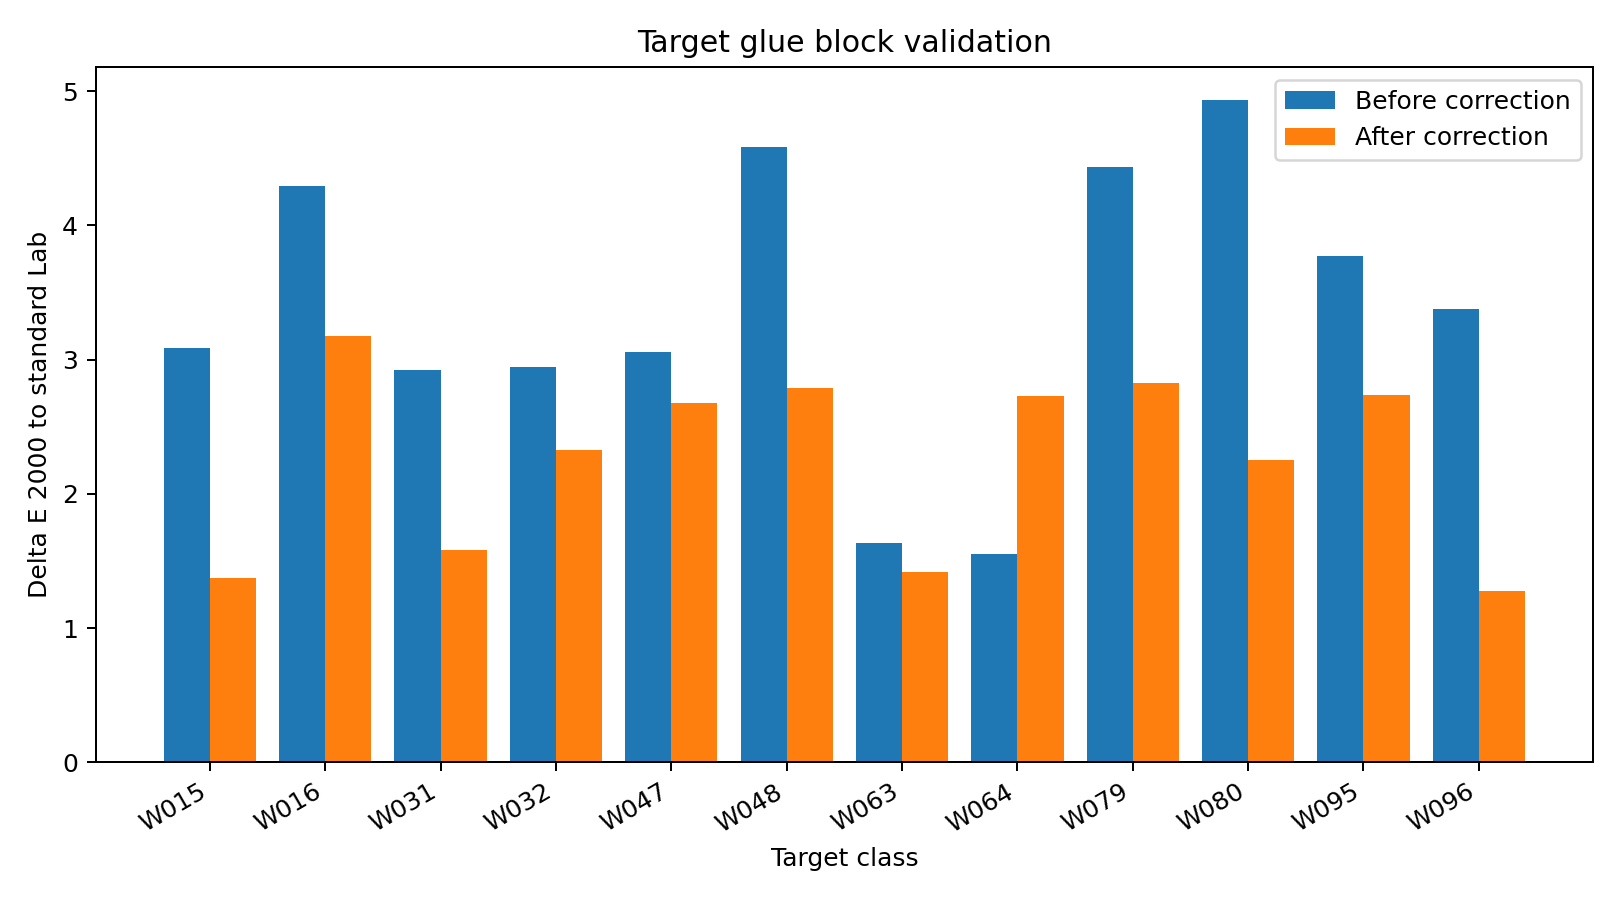 Target glue block validation
Before correction
After correction
Delta E 2000 to standard Lab
5
4
3
2
1
0
W015
W016
W031
W032
W047
W048
W063
W064
W079
W080
W095
W096
Target class